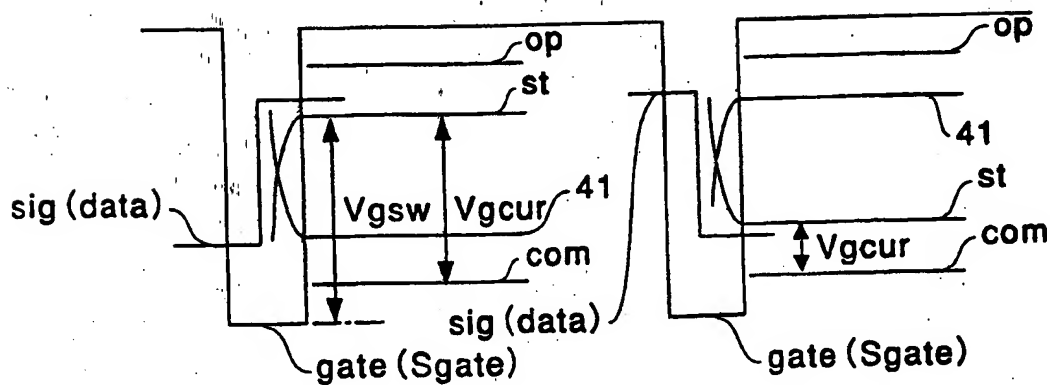 op
op
st
41
sig (data)
Vgsw
Vgcur
41
st
com
com
Vgcur
sig (data)
gate (Sgate)
gate (Sgate)